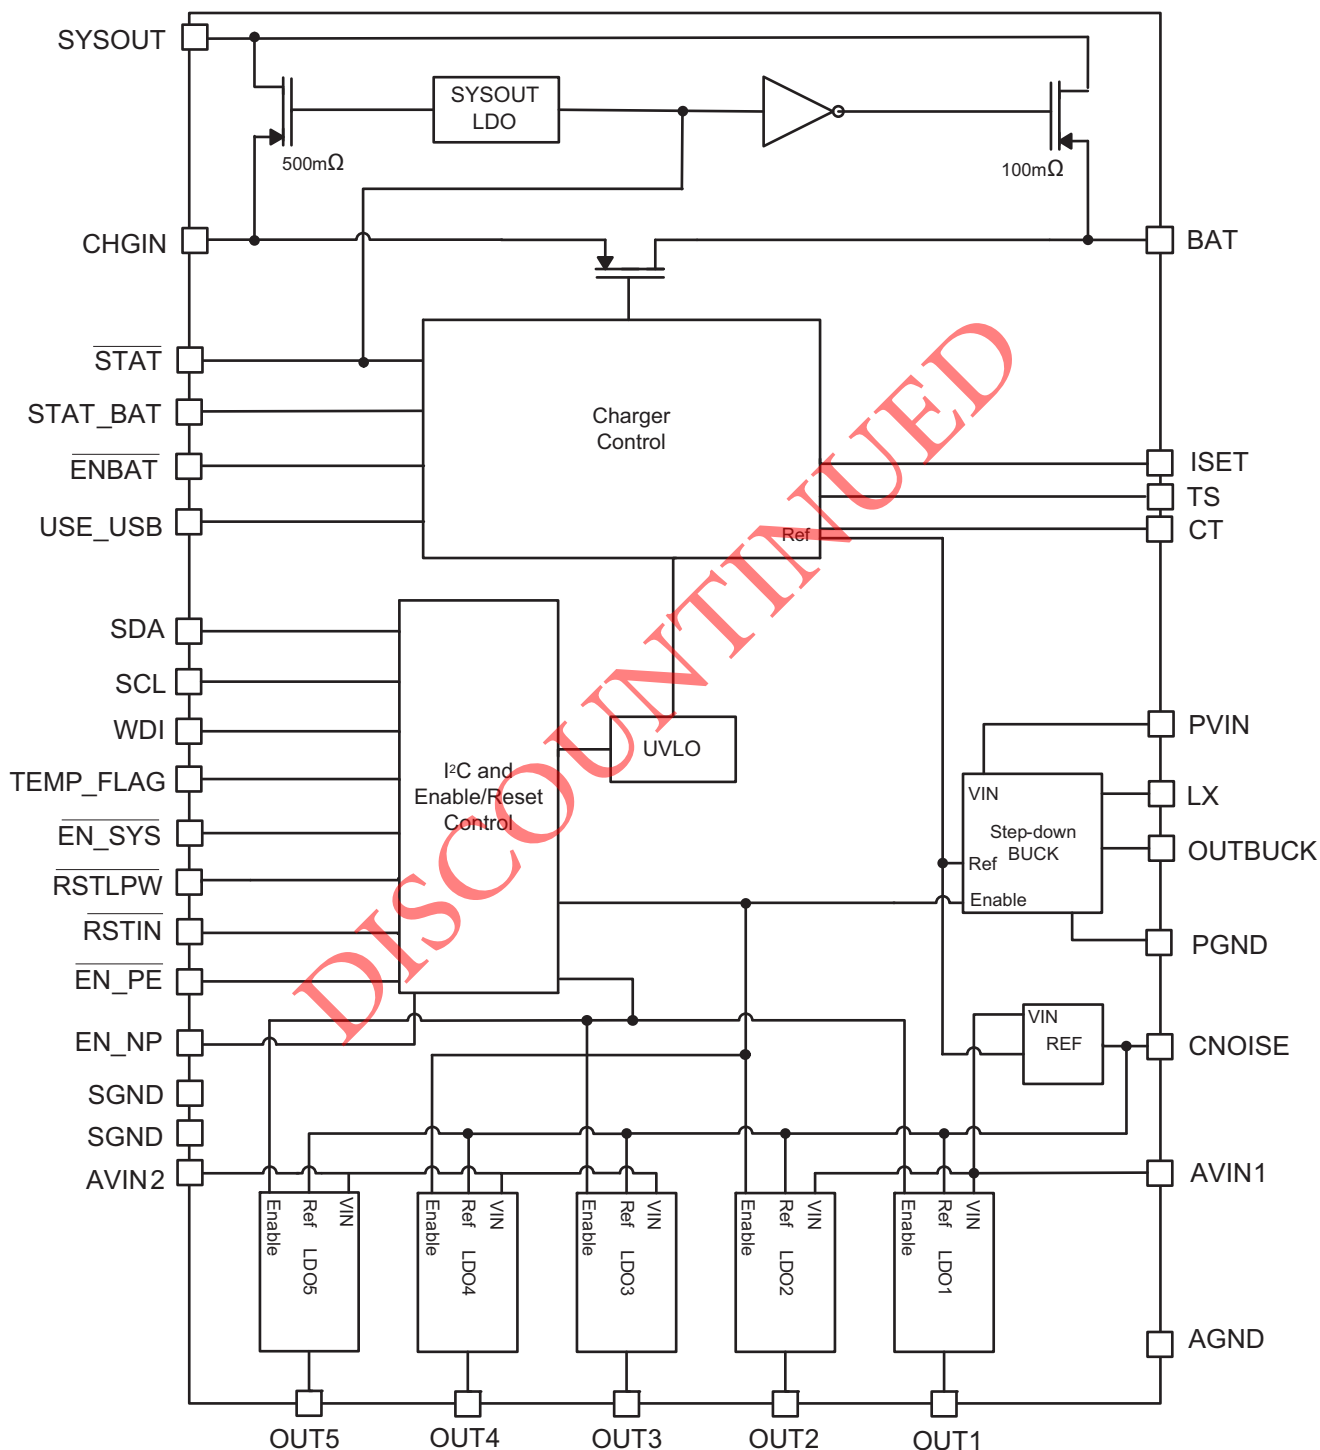 SYSOUT
SYSOUT
LDO
500mΩ
100mΩ
CHGIN
BAT
STAT
STAT_BAT
ENBAT
USE_USB
Charger
Control
Ref
ISET
TS
CT
SDA
SCL
WDI
TEMP_FLAG
EN_SYS
RSTLPW
RSTIN
EN_PE
EN_NP
SGND
SGND
AVIN2
I²C and
Enable/Reset
Control
UVLO
VIN
Step-down
BUCK
Ref
Enable
PVIN
LX
OUTBUCK
PGND
VIN
REF
CNOISE
AVIN1
AGND
Enable
Ref
VIN
LDO5
Enable
Ref
VIN
LDO4
Enable
Ref
VIN
LDO3
Enable
Ref
VIN
LDO2
Enable
Ref
VIN
LDO1
OUT5
OUT4
OUT3
OUT2
OUT1
DISCOUNTINUED